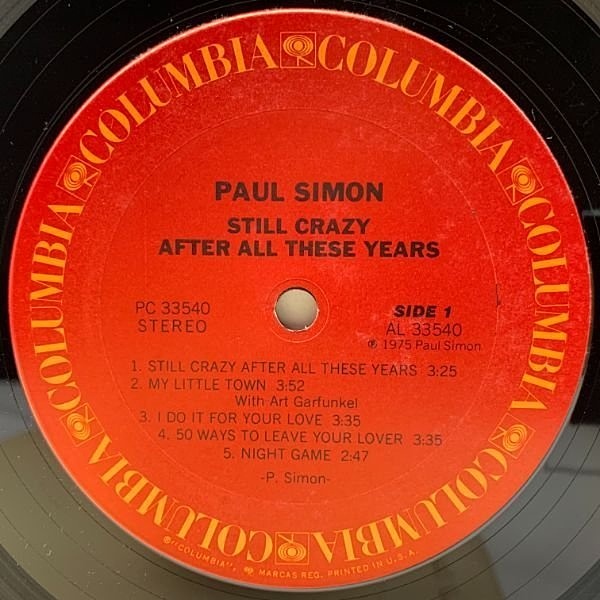 COLUMBIA COLUMBIA COLUMBIA COLUMBIA COLUMBIA COLUMBIA COLUMBIA
PAUL SIMON
STILL CRAZY
AFTER ALL THESE YEARS
PC 33540
STEREO
SIDE 1
AL 33540
℗ 1975 Paul Simon
1. STILL CRAZY AFTER ALL THESE YEARS 3:25
2. MY LITTLE TOWN 3:52
With Art Garfunkel
3. I DO IT FOR YOUR LOVE 3:35
4. 50 WAYS TO LEAVE YOUR LOVER 3:35
5. NIGHT GAME 2:47
-P. Simon-
®"COLUMBIA", MARCAS REG. PRINTED IN U.S.A.